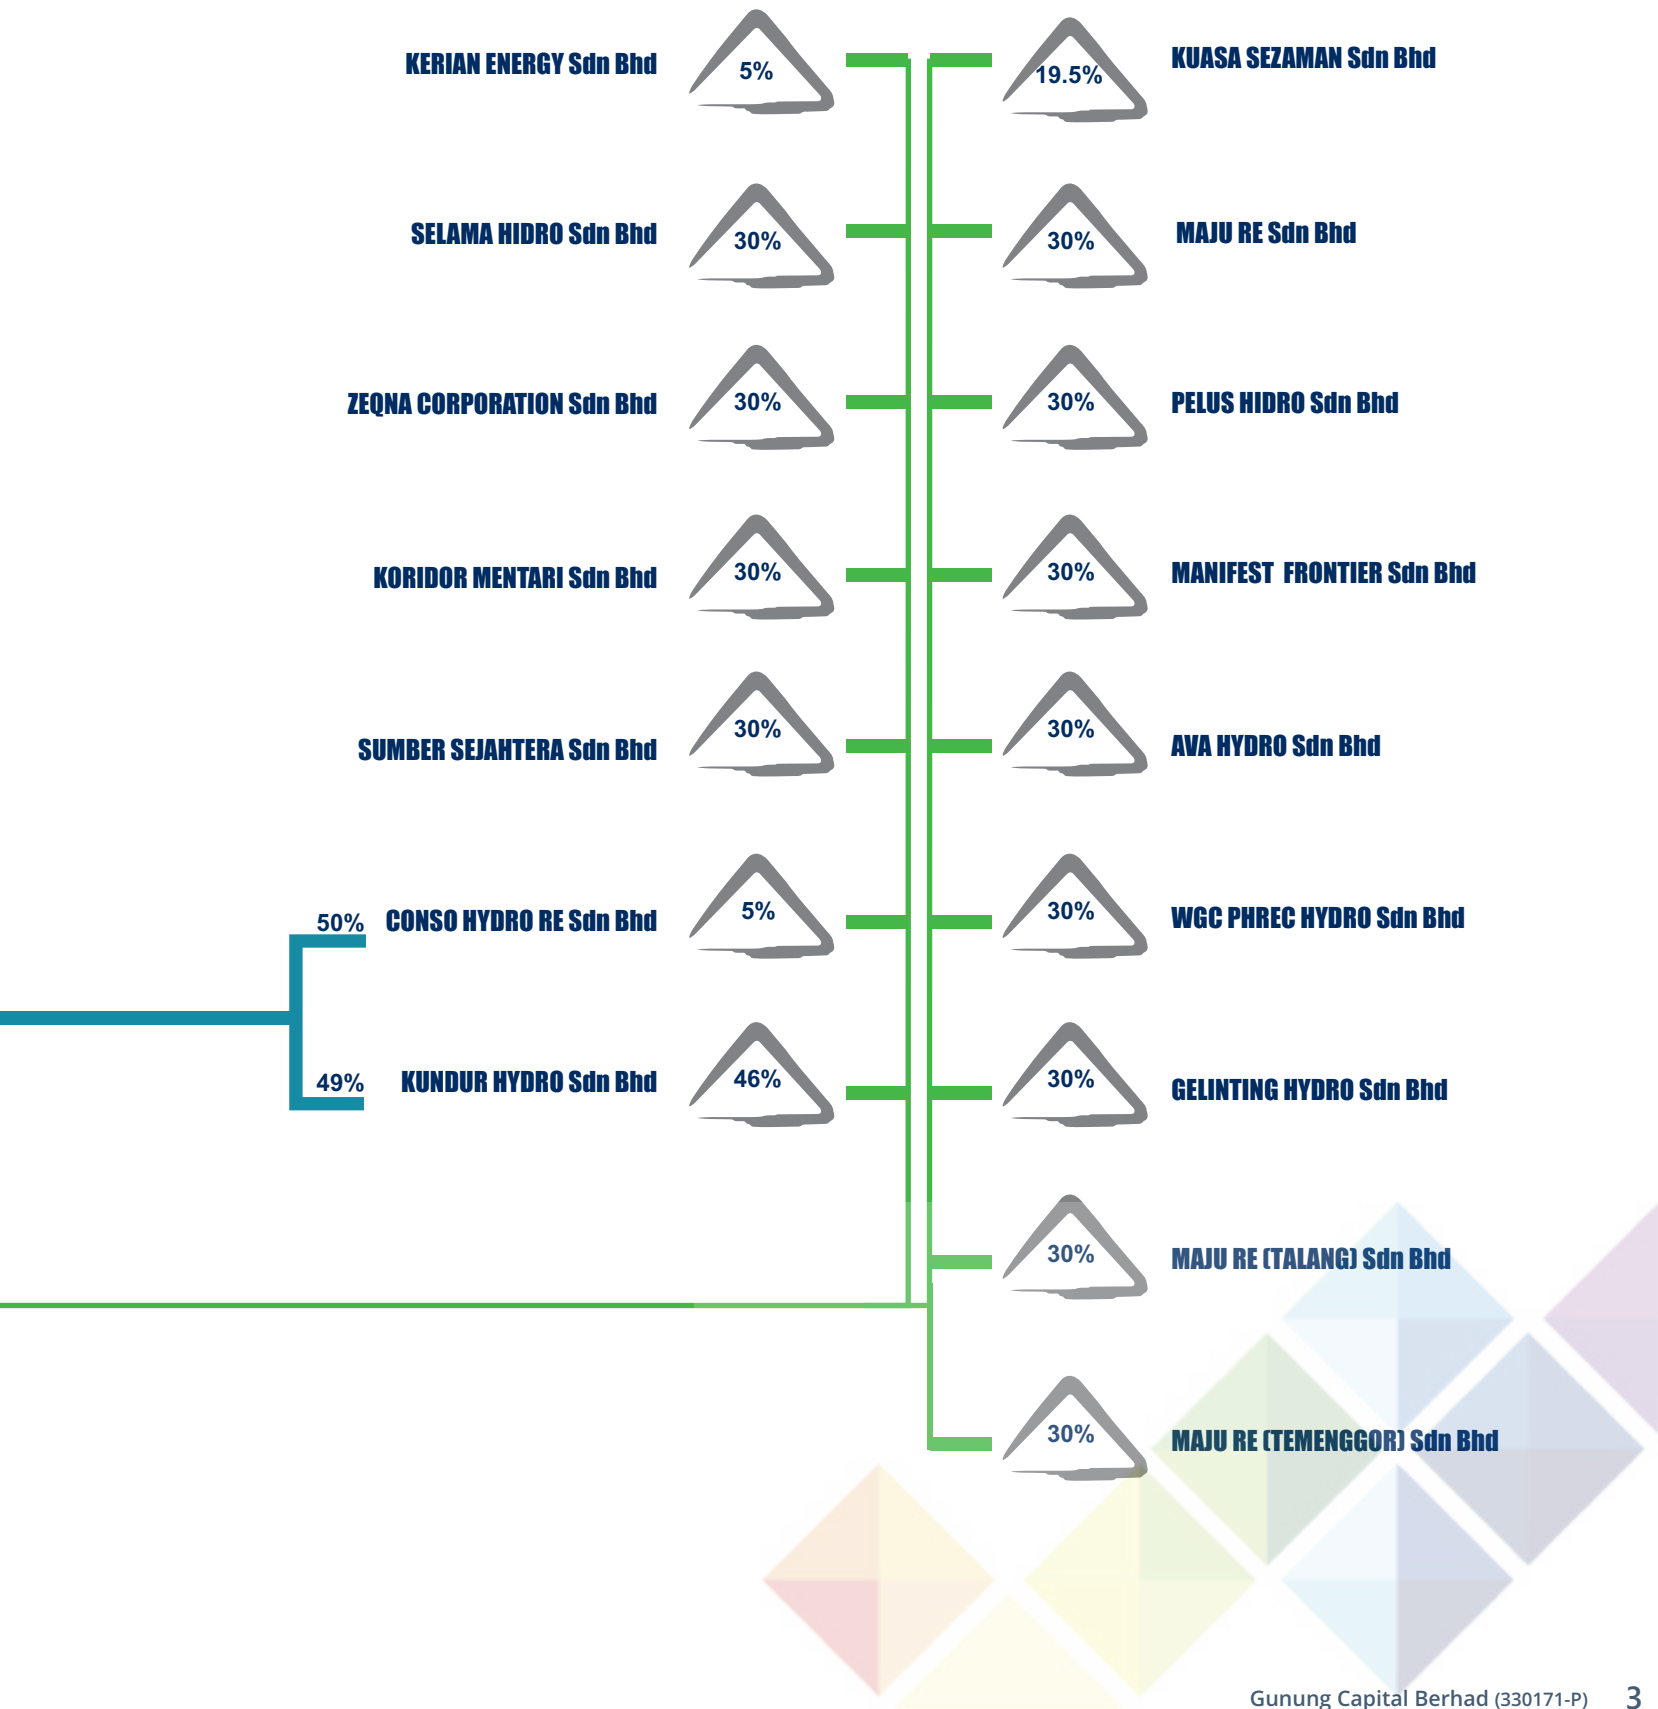 KERIAN ENERGY Sdn Bhd 5% 19.5% KUASA SEZAMAN Sdn Bhd
SELAMA HIDRO Sdn Bhd 30% 30% MAJU RE Sdn Bhd
ZEQNA CORPORATION Sdn Bhd 30% 30% PELUS HIDRO Sdn Bhd
KORIDOR MENTARI Sdn Bhd 30% 30% MANIFEST FRONTIER Sdn Bhd
SUMBER SEJAHTERA Sdn Bhd 30% 30% AVA HYDRO Sdn Bhd
50% CONSO HYDRO RE Sdn Bhd 5% 30% WGC PHREC HYDRO Sdn Bhd
49% KUNDUR HYDRO Sdn Bhd 46% 30% GELINTING HYDRO Sdn Bhd
30% MAJU RE (TALANG) Sdn Bhd
30% MAJU RE (TEMENGGOR) Sdn Bhd
Gunung Capital Berhad (330171-P) 3